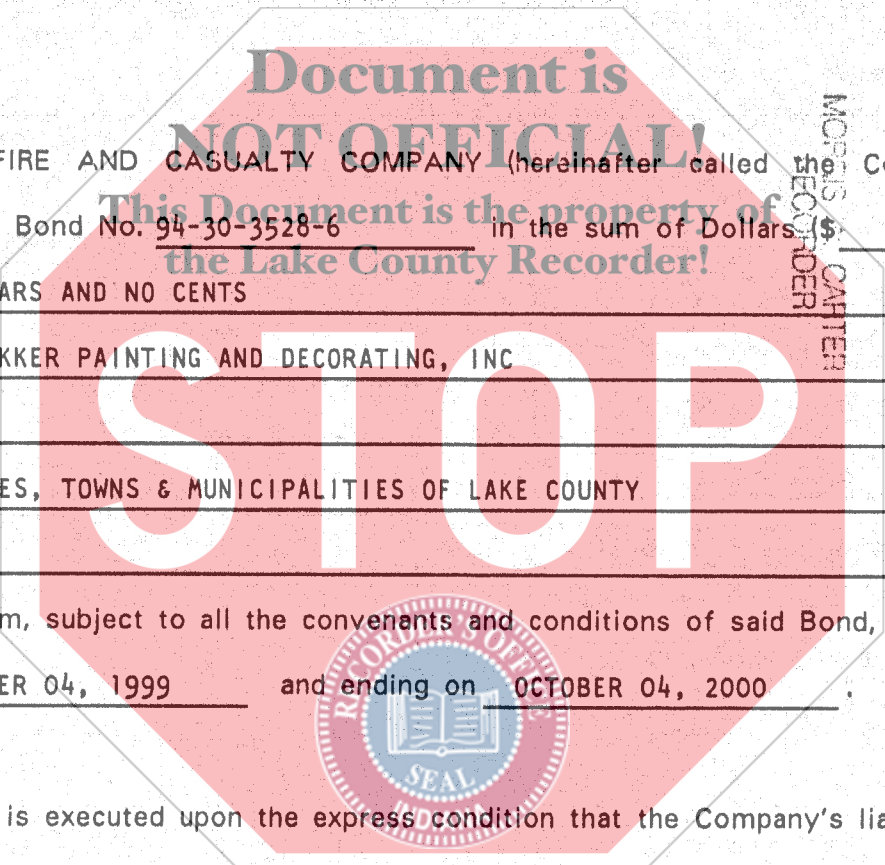 Document is
NOT OFFICIAL!
This Document is the property of
the Lake County Recorder!
FIRE AND CASUALTY COMPANY (hereinafter called the Co
Bond No. 94-30-3528-6 in the sum of Dollars ($
ARS AND NO CENTS
KKER PAINTING AND DECORATING, INC
ES, TOWNS & MUNICIPALITIES OF LAKE COUNTY
STOP
m, subject to all the convenants and conditions of said Bond,
ER 04, 1999 and ending on OCTOBER 04, 2000 .
is executed upon the express condition that the Company's lia
MORRIS CARTER
RECORDER
RECORDER'S OFFICE
SEAL
INDIANA